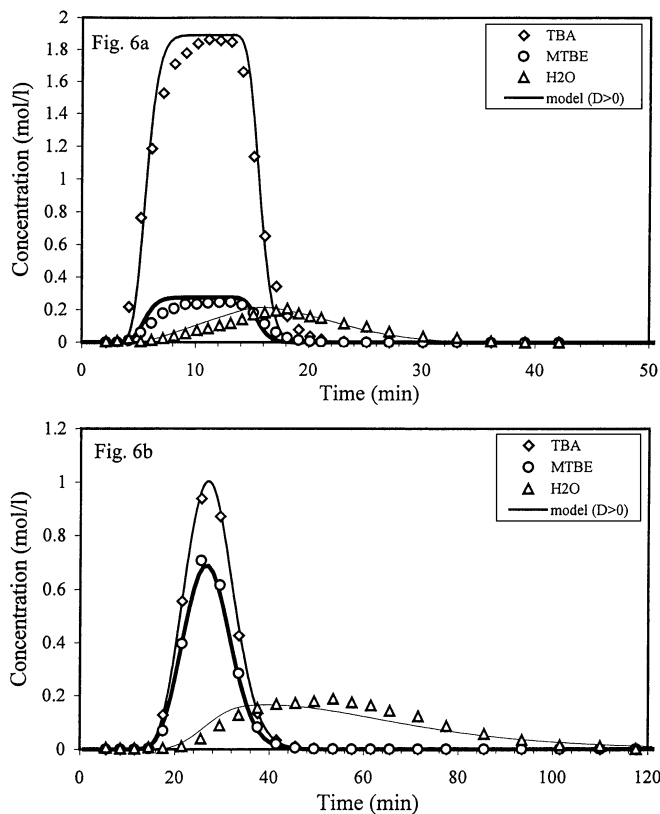 Fig. 6a
TBA
MTBE
H2O
model (D>0)
Concentration (mol/l)
2
1.8
1.6
1.4
1.2
1
0.8
0.6
0.4
0.2
0
0 10 20 30 40 50
Time (min)
Fig. 6b
TBA
MTBE
H2O
model (D>0)
Concentration (mol/l)
1.2
1
0.8
0.6
0.4
0.2
0
0 20 40 60 80 100 120
Time (min)